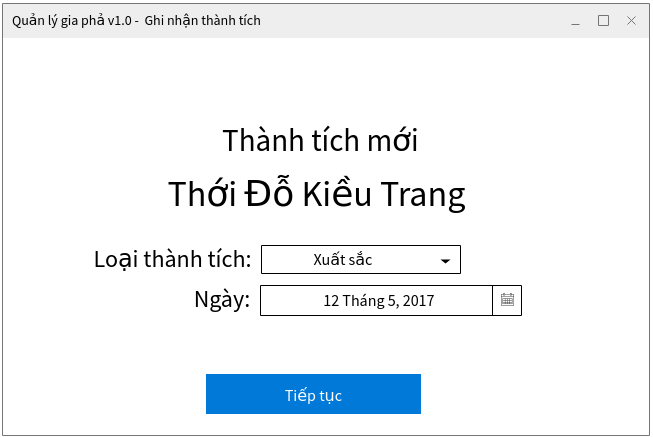 Quản lý gia phả v1.0 - Ghi nhận thành tích
Thành tích mới
Thới Đỗ Kiều Trang
Loại thành tích: Xuất sắc
Ngày: 12 Tháng 5, 2017
Tiếp tục